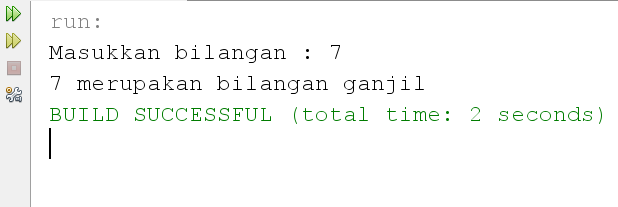 run:
Masukkan bilangan : 7
7 merupakan bilangan ganjil
BUILD SUCCESSFUL (total time: 2 seconds)